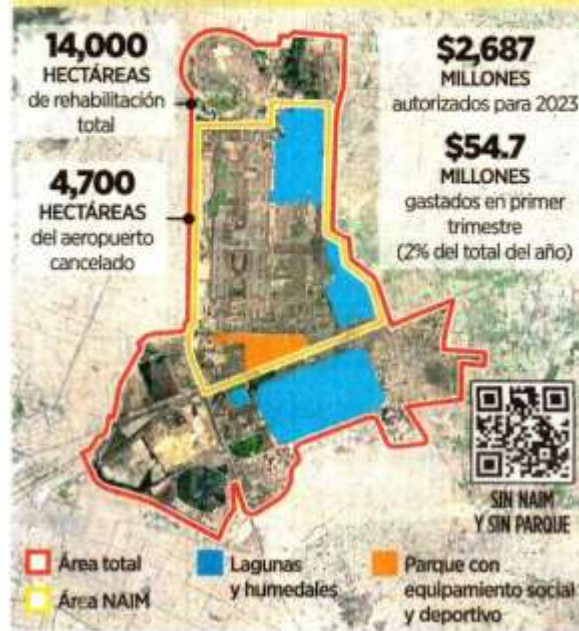 14,000
HECTÁREAS
de rehabilitación
total
4,700
HECTÁREAS
del aeropuerto
cancelado
$2,687
MILLONES
autorizados para 2023
$54.7
MILLONES
gastados en primer
trimestre
(2% del total del año)
SIN NAIM
Y SIN PARQUE
Área total
Área NAIM
Lagunas
y humedales
Parque con
equipamiento social
y deportivo